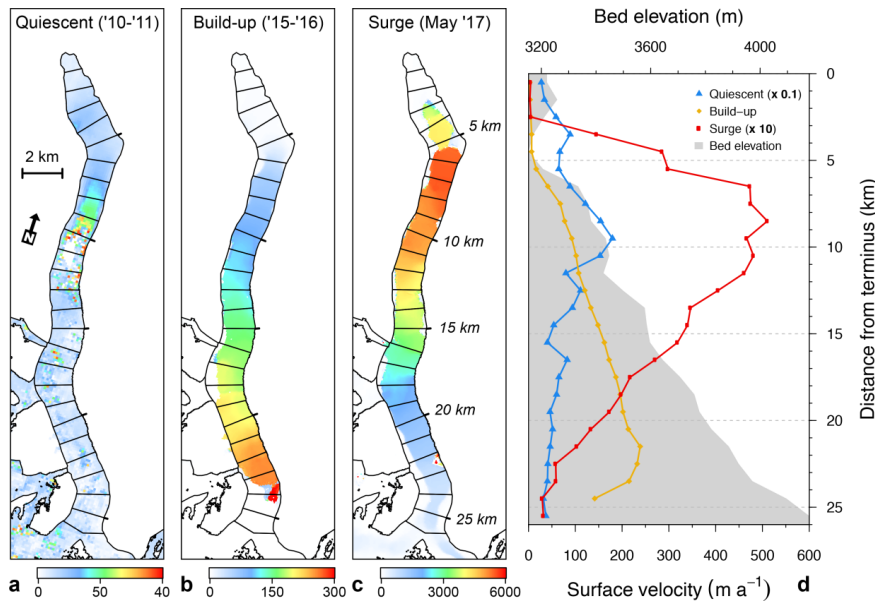 Quiescent ('10-'11)
Build-up ('15-'16)
Surge (May '17)
2 km
N
5 km
10 km
15 km
20 km
25 km
a
0 20 40
b
0 150 300
c
0 3000 6000
Bed elevation (m)
3200 3600 4000
Quiescent (x 0.1)
Build-up
Surge (x 10)
Bed elevation
0
5
10
15
20
25
Distance from terminus (km)
0 100 200 300 400 500 600
Surface velocity (m a⁻¹)
d